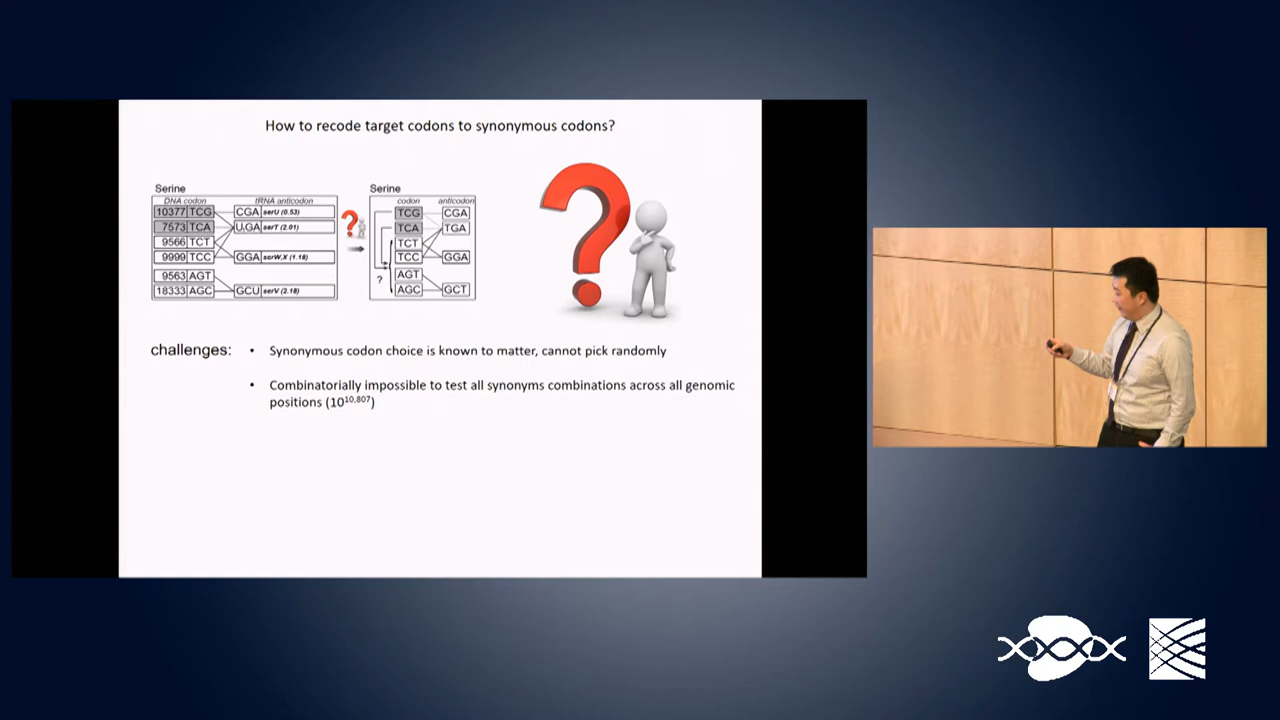 How to recode target codons to synonymous codons?
Serine
DNA codon tRNA anticodon
10377 TCG CGA serU (0.53)
7573 TCA UGA serT (2.01)
9566 TCT
9999 TCC GGA serW,X (1.18)
9563 AGT
18333 AGC GCU serV (2.18)
?
Serine
codon anticodon
TCG CGA
TCA TGA
TCT
TCC GGA
AGT
AGC GCT
?
challenges: • Synonymous codon choice is known to matter, cannot pick randomly
• Combinatorially impossible to test all synonyms combinations across all genomic
positions (10^10,807)